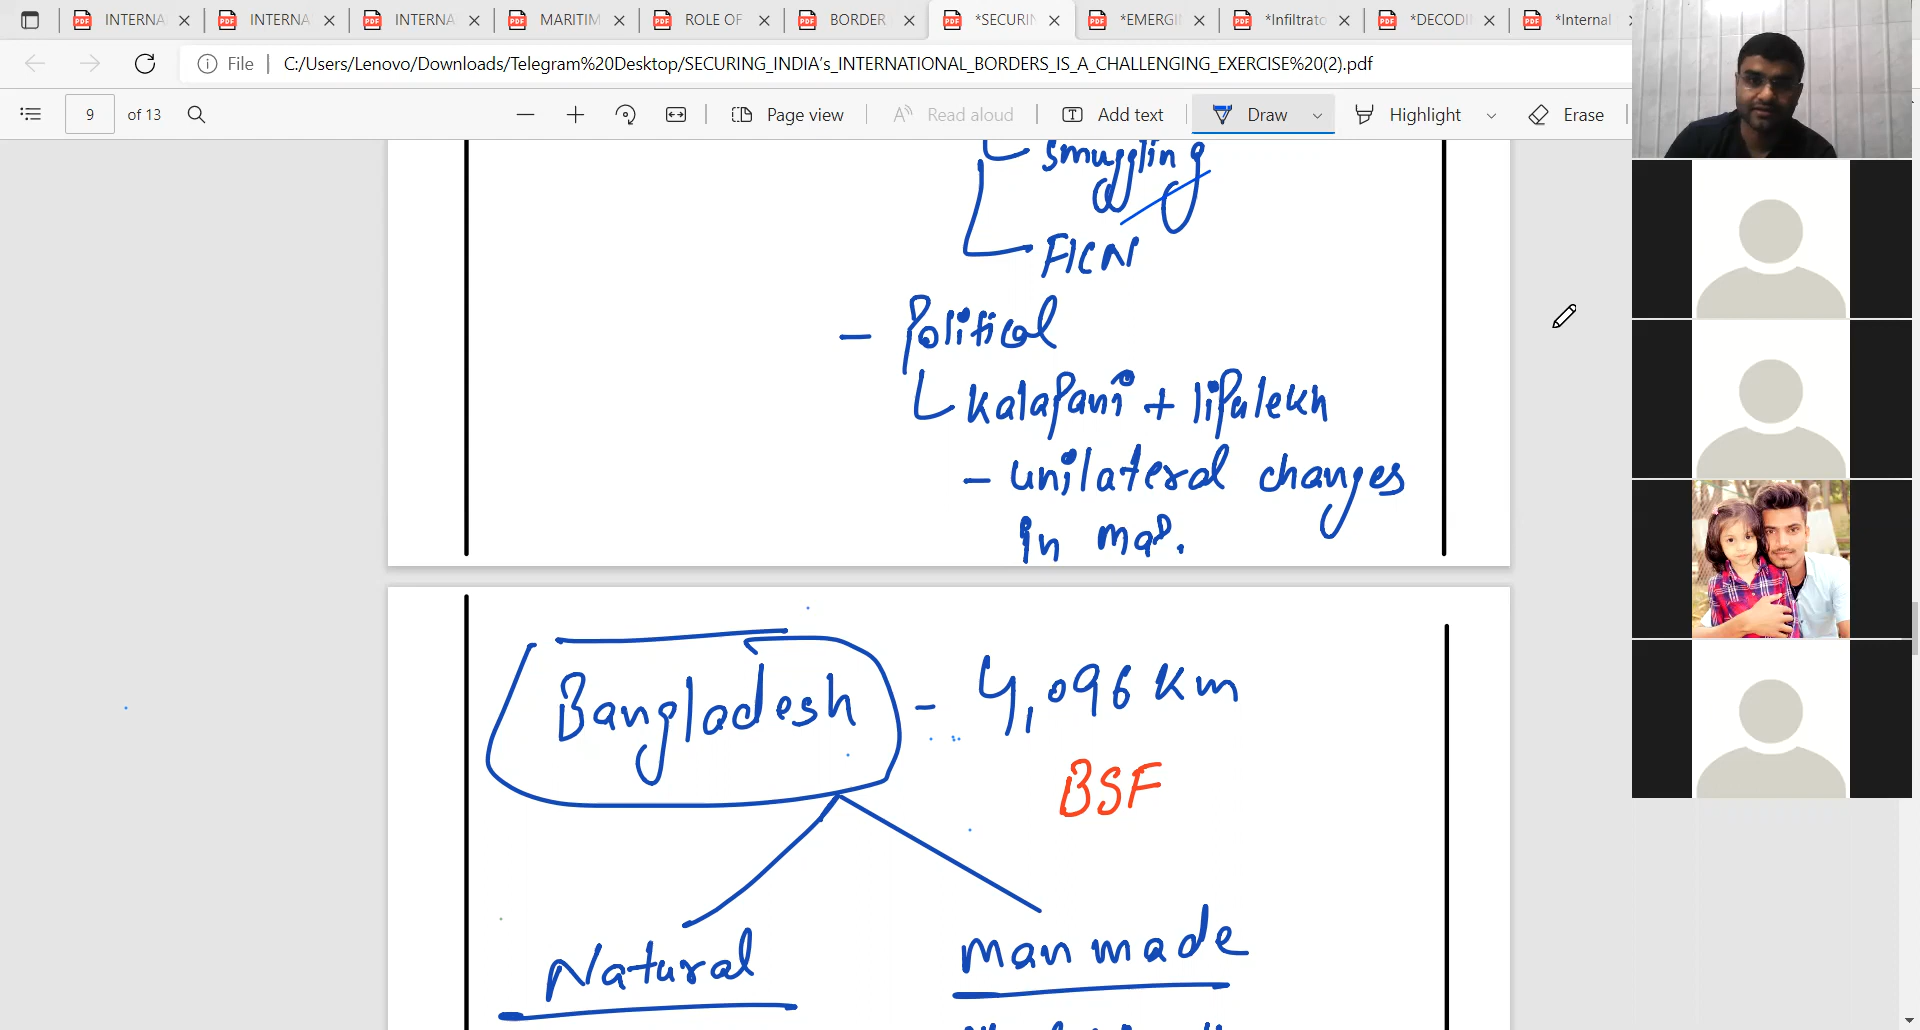 INTERNA
INTERNA
INTERNA
MARITIM
ROLE OF
BORDER
*SECURIN
*EMERGI
*Infiltrato
*DECODI
*Internal
File
C:/Users/Lenovo/Downloads/Telegram%20Desktop/SECURING_INDIA's_INTERNATIONAL_BORDERS_IS_A_CHALLENGING_EXERCISE%20(2).pdf
9 of 13
Page view
Read aloud
Add text
Draw
Highlight
Erase
Smuggling
FICN
- Political
Kalapani + lipulekh
- unilateral changes
in map.
Bangladesh - 4,096 km
BSF
Natural
man made